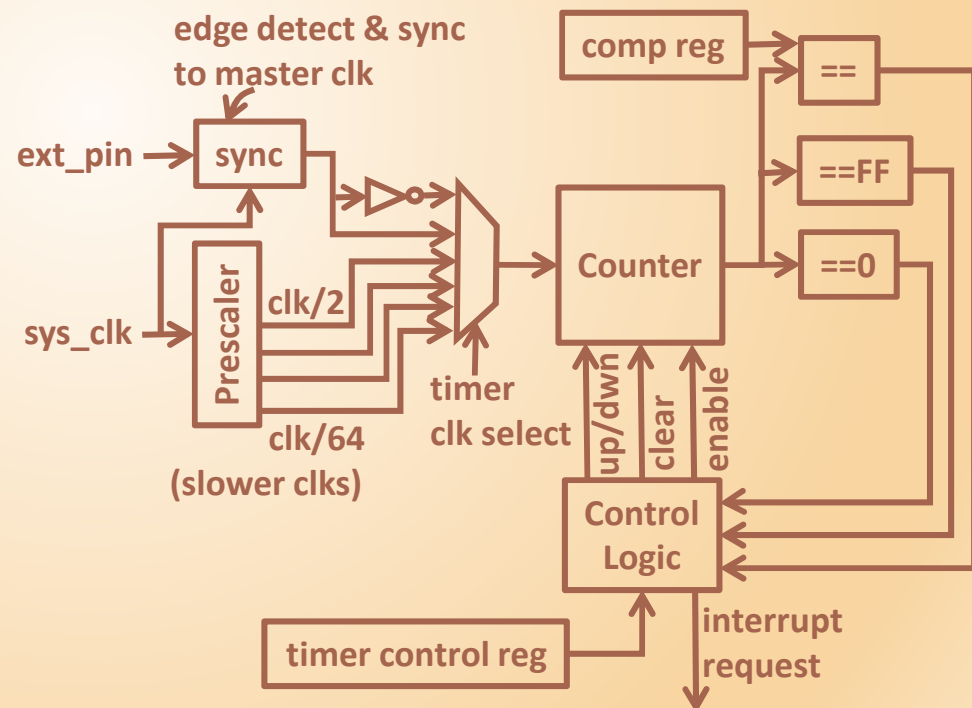 edge detect & sync
to master clk
comp reg
==
ext_pin
sync
==FF
Counter
==0
Prescaler
clk/2
sys_clk
timer
clk select
clk/64
(slower clks)
up/dwn
clear
enable
Control
Logic
timer control reg
interrupt
request